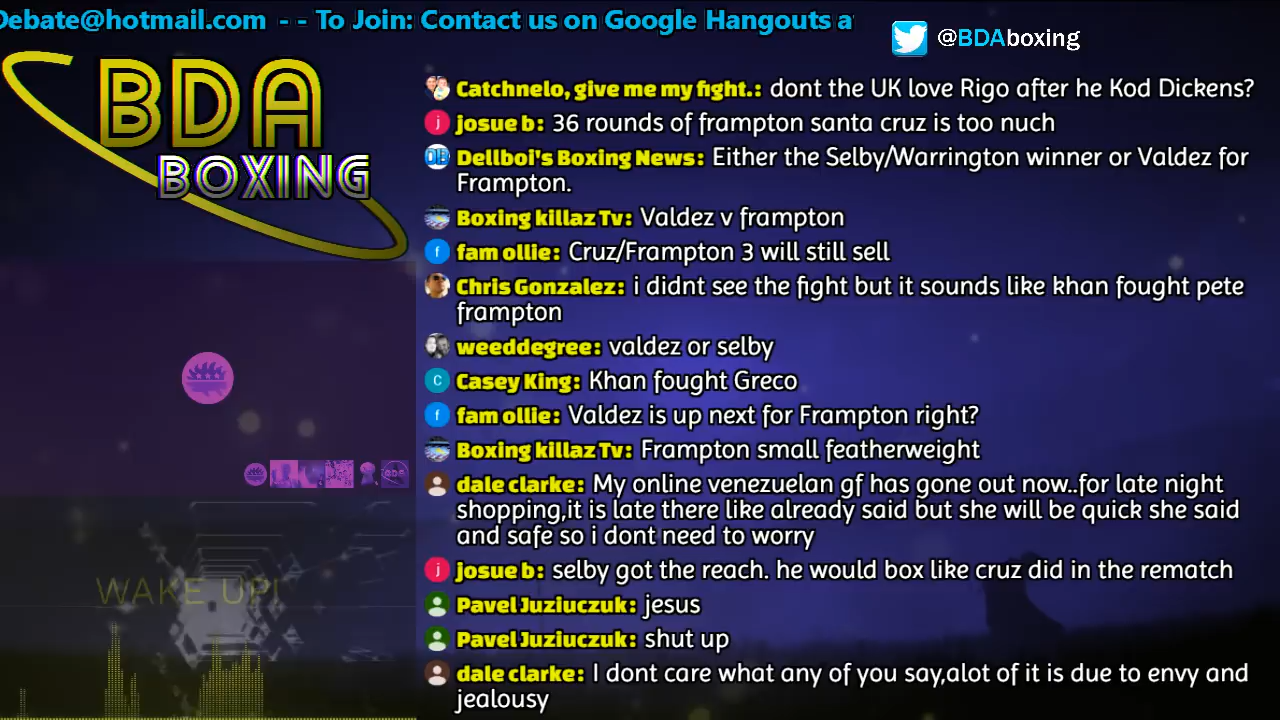 Debate@hotmail.com - - To Join: Contact us on Google Hangouts a
@BDAboxing
BDA
BOXING
Catchnelo, give me my fight.: dont the UK love Rigo after he Kod Dickens?
josue b: 36 rounds of frampton santa cruz is too nuch
Dellboi's Boxing News: Either the Selby/Warrington winner or Valdez for
Frampton.
Boxing killaz Tv: Valdez v frampton
fam ollie: Cruz/Frampton 3 will still sell
Chris Gonzalez: i didnt see the fight but it sounds like khan fought pete
frampton
weeddegree: valdez or selby
Casey King: Khan fought Greco
fam ollie: Valdez is up next for Frampton right?
Boxing killaz Tv: Frampton small featherweight
dale clarke: My online venezuelan gf has gone out now..for late night
shopping,it is late there like already said but she will be quick she said
and safe so i dont need to worry
josue b: selby got the reach. he would box like cruz did in the rematch
Pavel Juziuczuk: jesus
Pavel Juziuczuk: shut up
dale clarke: I dont care what any of you say,alot of it is due to envy and
jealousy
WAKE UP!